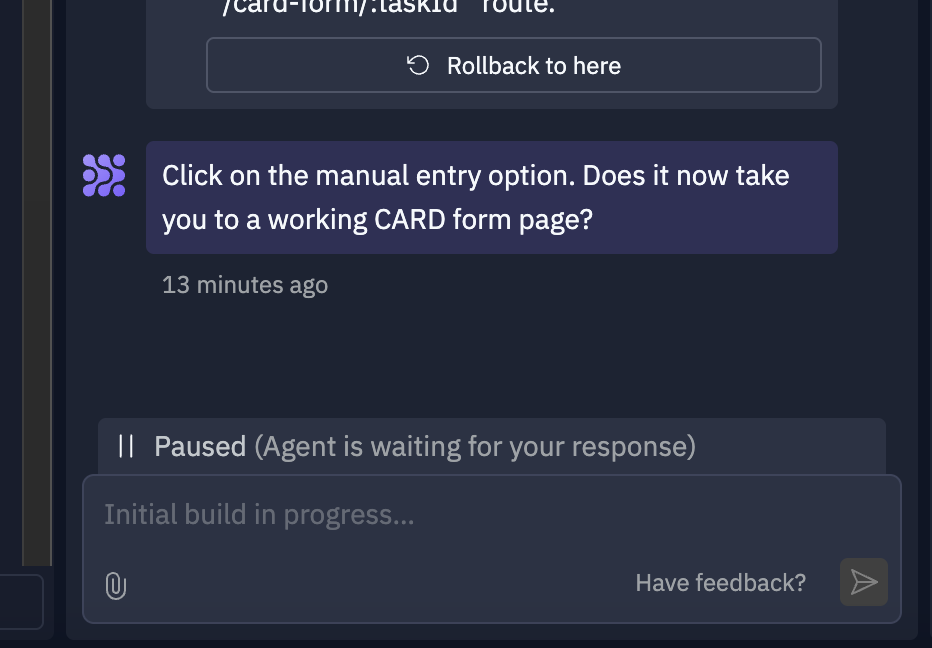 /card-form/:taskId` route.
Rollback to here
Click on the manual entry option. Does it now take
you to a working CARD form page?
13 minutes ago
Paused (Agent is waiting for your response)
Initial build in progress...
Have feedback?